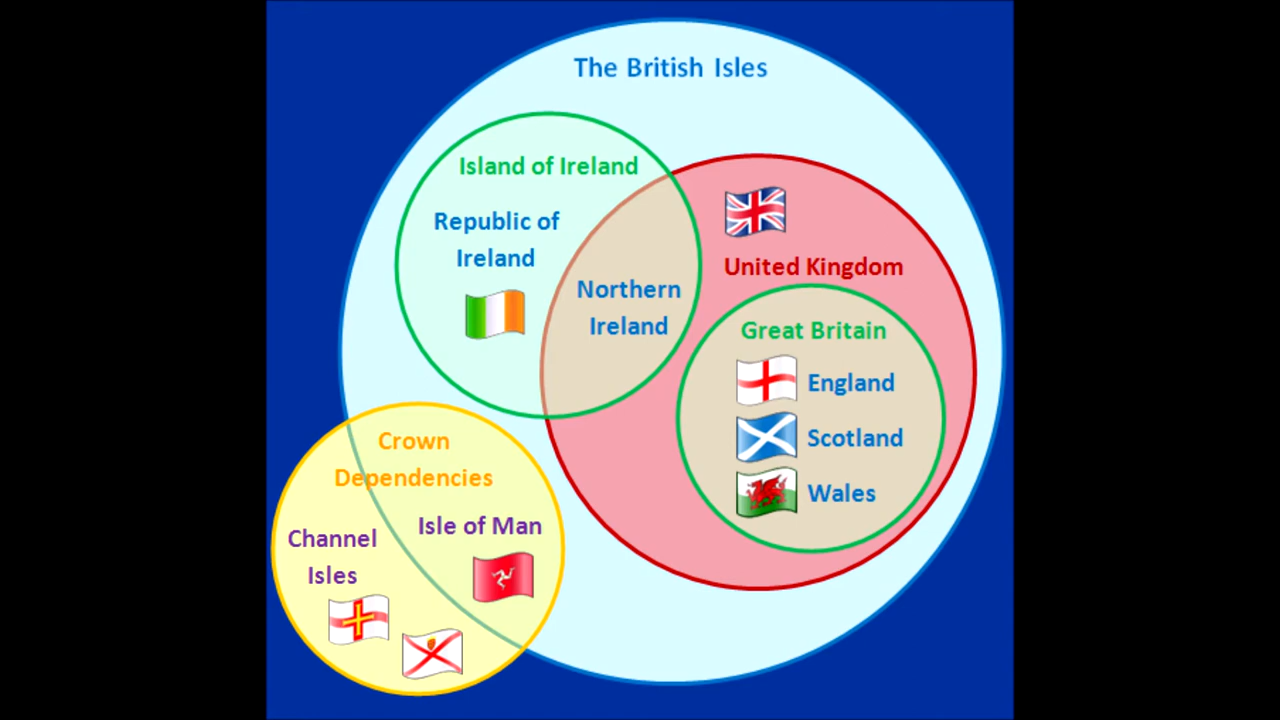 The British Isles
Island of Ireland
Republic of
Ireland
Northern
Ireland
United Kingdom
Great Britain
England
Scotland
Wales
Crown
Dependencies
Isle of Man
Channel
Isles